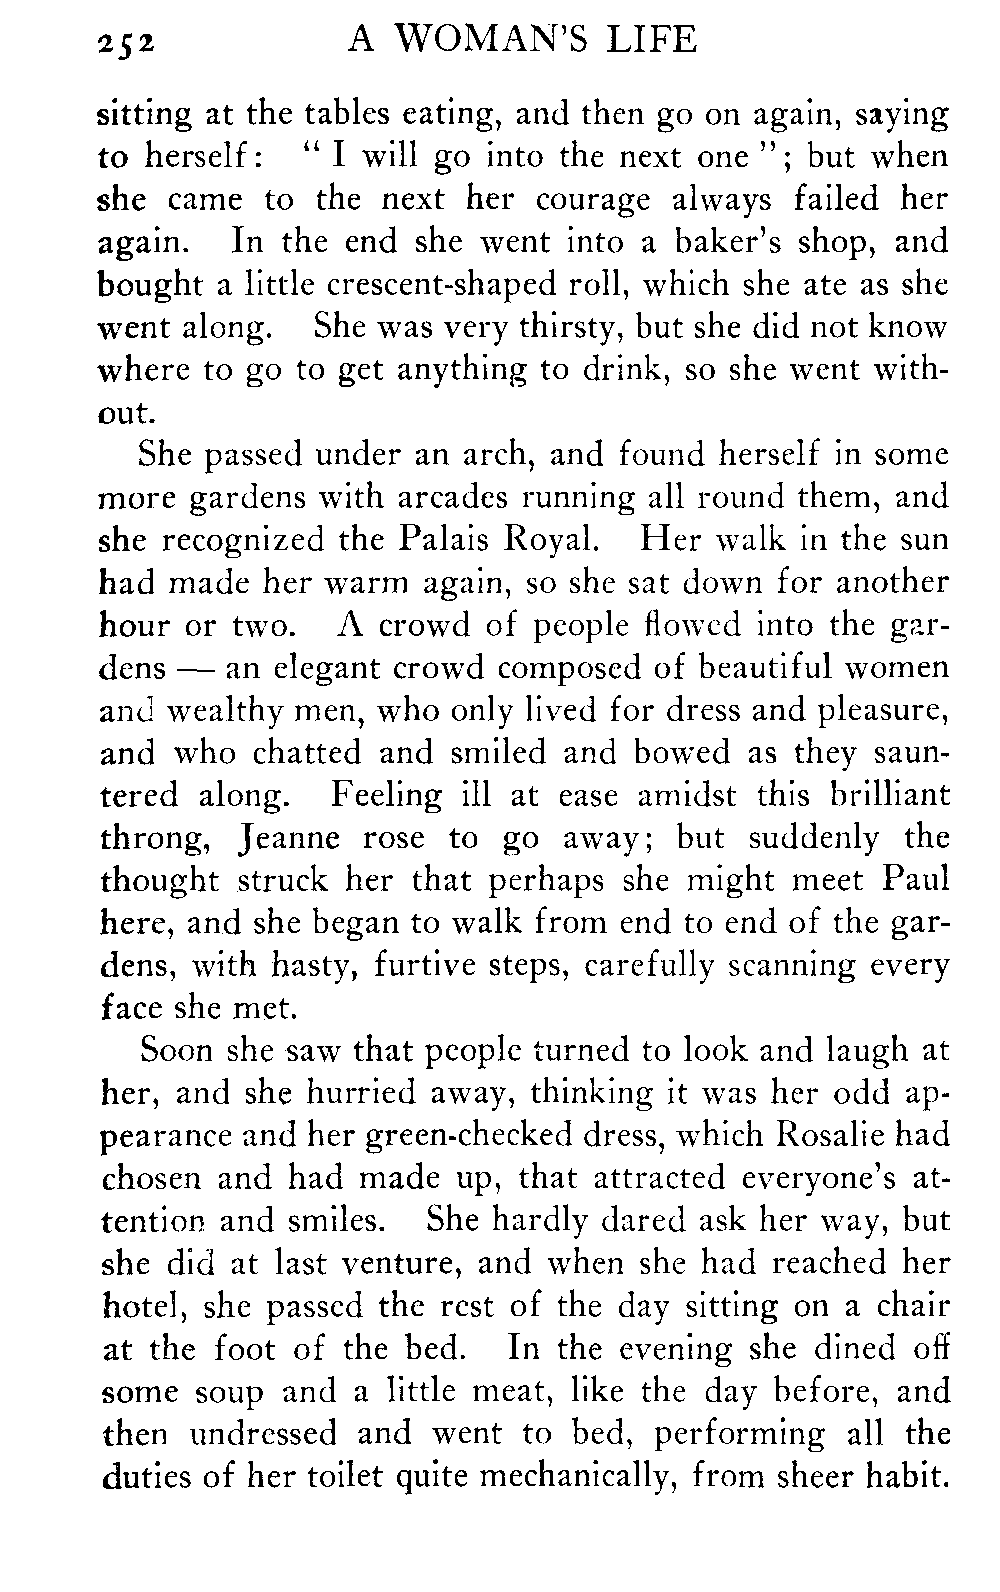 252 A WOMAN'S LIFE
sitting at the tables eating, and then go on again, saying
to herself: “ I will go into the next one ”; but when
she came to the next her courage always failed her
again. In the end she went into a baker's shop, and
bought a little crescent-shaped roll, which she ate as she
went along. She was very thirsty, but she did not know
where to go to get anything to drink, so she went with-
out.
She passed under an arch, and found herself in some
more gardens with arcades running all round them, and
she recognized the Palais Royal. Her walk in the sun
had made her warm again, so she sat down for another
hour or two. A crowd of people flowed into the gar-
dens — an elegant crowd composed of beautiful women
and wealthy men, who only lived for dress and pleasure,
and who chatted and smiled and bowed as they saun-
tered along. Feeling ill at ease amidst this brilliant
throng, Jeanne rose to go away; but suddenly the
thought struck her that perhaps she might meet Paul
here, and she began to walk from end to end of the gar-
dens, with hasty, furtive steps, carefully scanning every
face she met.
Soon she saw that people turned to look and laugh at
her, and she hurried away, thinking it was her odd ap-
pearance and her green-checked dress, which Rosalie had
chosen and had made up, that attracted everyone's at-
tention and smiles. She hardly dared ask her way, but
she did at last venture, and when she had reached her
hotel, she passed the rest of the day sitting on a chair
at the foot of the bed. In the evening she dined off
some soup and a little meat, like the day before, and
then undressed and went to bed, performing all the
duties of her toilet quite mechanically, from sheer habit.